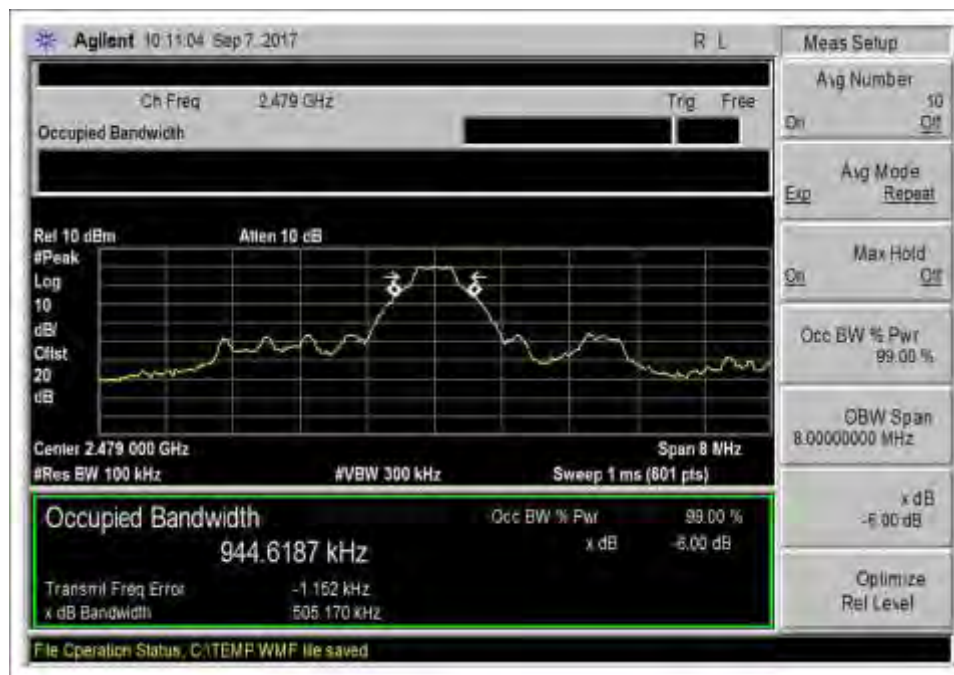 Agilent 10:11:04 Sep 7, 2017 R L
Ch Freq 2.479 GHz Trig Free
Occupied Bandwidth
Ref 10 dBm Atten 10 dB
#Peak
Log
10
dB/
Offst
20
dB
Center 2.479 000 GHz Span 8 MHz
#Res BW 100 kHz #VBW 300 kHz Sweep 1 ms (601 pts)
Occupied Bandwidth Occ BW % Pwr 99.00 %
944.6187 kHz x dB -6.00 dB
Transmit Freq Error -1.152 kHz
x dB Bandwidth 505.170 kHz
File Operation Status, C:\TEMP.WMF file saved
Meas Setup
Avg Number
10
On Off
Avg Mode
Exp Repeat
Max Hold
On Off
Occ BW % Pwr
99.00 %
OBW Span
8.00000000 MHz
x dB
-6.00 dB
Optimize
Ref Level